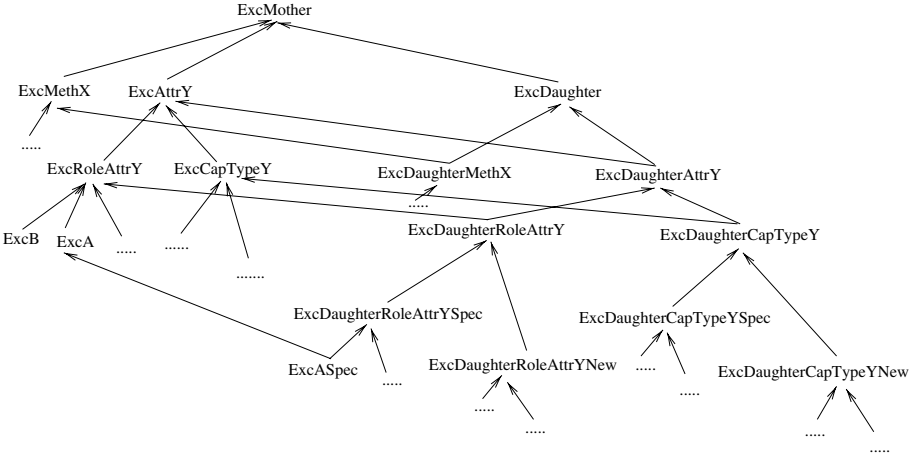 ExcMother
ExcMethX ExcAttrY ExcDaughter
.....
ExcRoleAttrY ExcCapTypeY ExcDaughterMethX ExcDaughterAttrY
.....
ExcB ExcA ..... ...... ExcDaughterRoleAttrY ExcDaughterCapTypeY
.......
ExcDaughterRoleAttrYSpec ExcDaughterCapTypeYSpec
ExcASpec ..... ExcDaughterRoleAttrYNew ..... ExcDaughterCapTypeYNew
..... .....
..... .....
.....